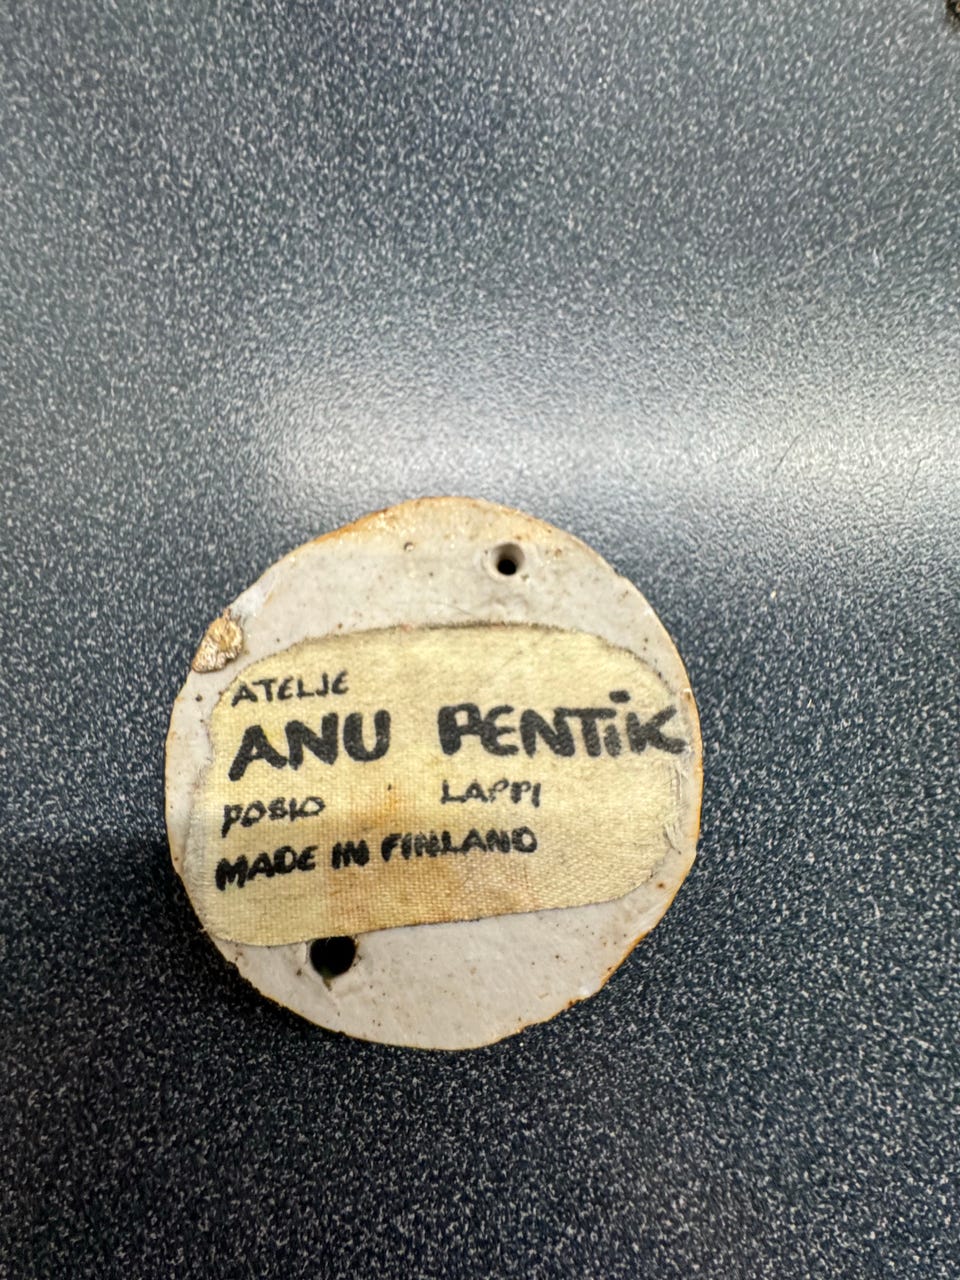 ATELJE
ANU PENTiK
POSIO LAPPI
MADE IN FINLAND